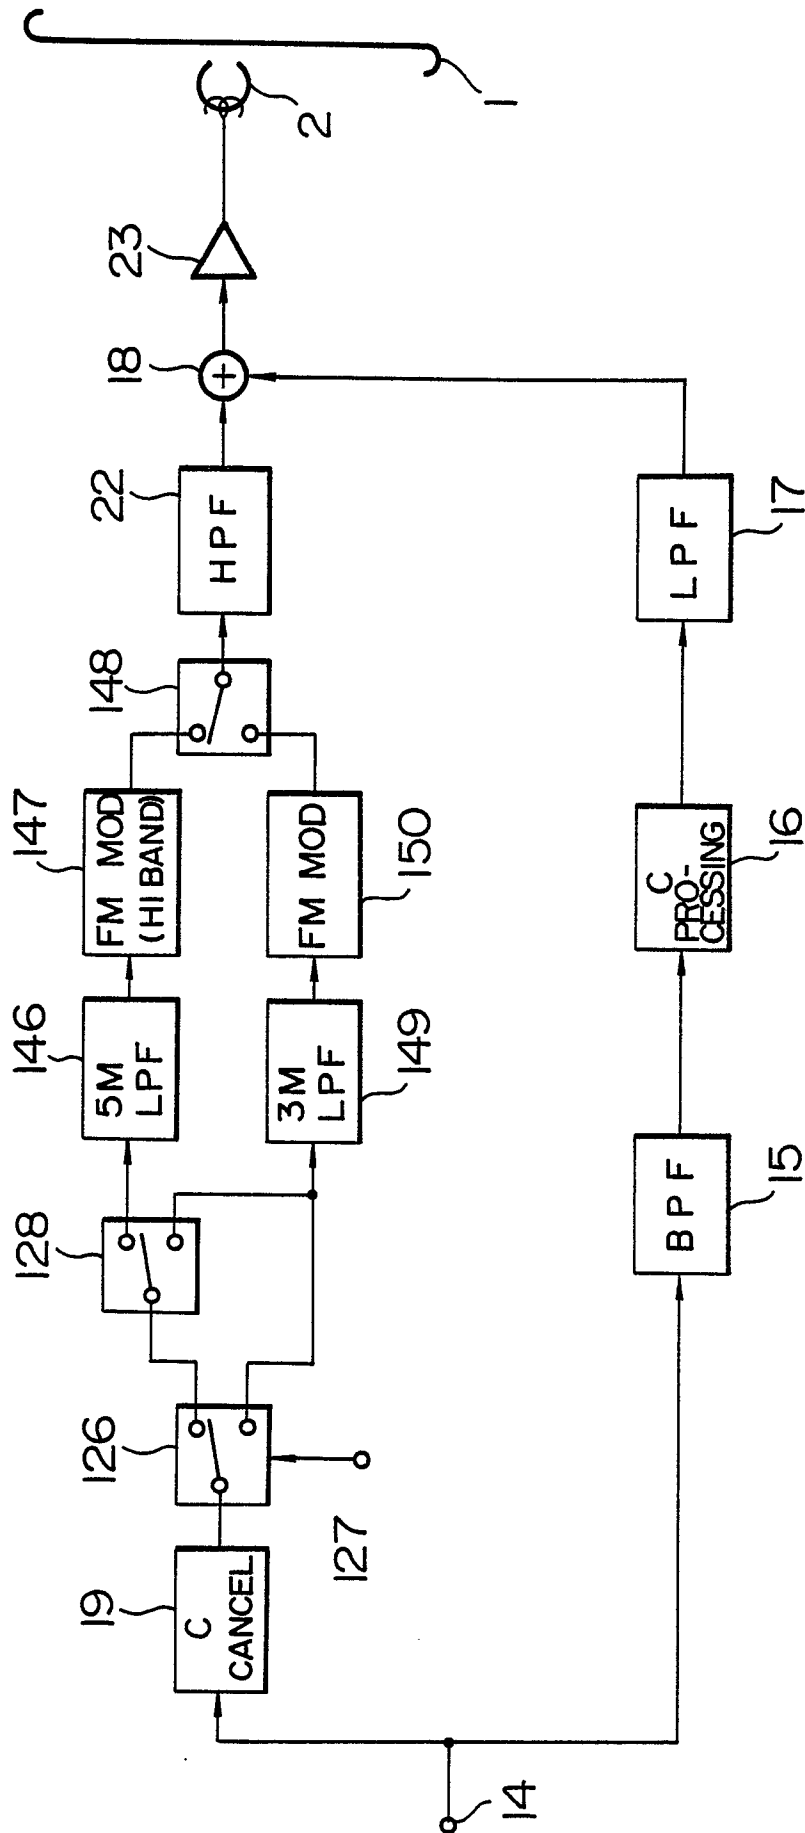 1
2
23
18
22
HPF
148
147
FM MOD
(HI BAND)
150
FM MOD
146
5M
LPF
149
3M
LPF
128
126
127
19
C
CANCEL
14
15
BPF
16
C
PRO-
CESSING
17
LPF
+